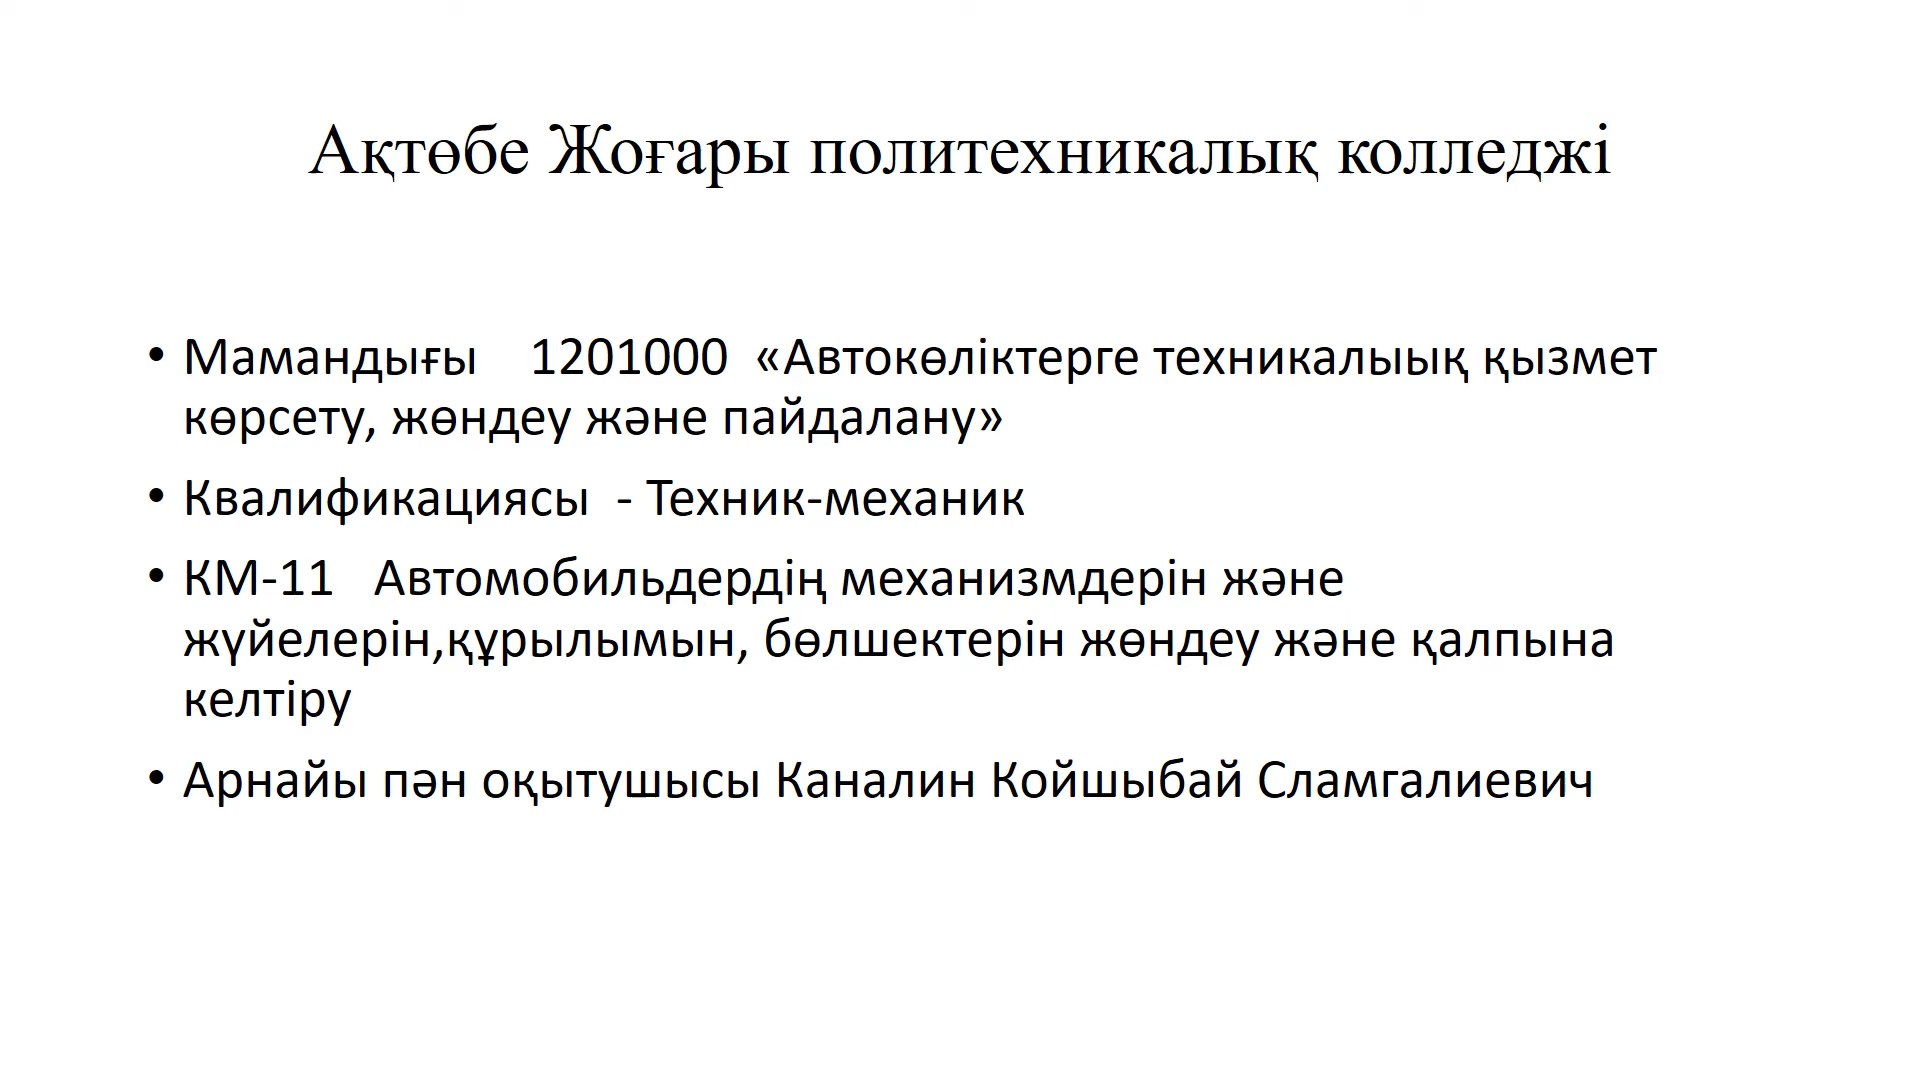 Ақтөбе Жоғары политехникалық колледжі
• Мамандығы 1201000 «Автокөліктерге техникалыық қызмет
көрсету, жөндеу және пайдалану»
• Квалификациясы - Техник-механик
• КМ-11 Автомобильдердің механизмдерін және
жүйелерін,құрылымын, бөлшектерін жөндеу және қалпына
келтіру
• Арнайы пән оқытушысы Каналин Койшыбай Сламгалиевич